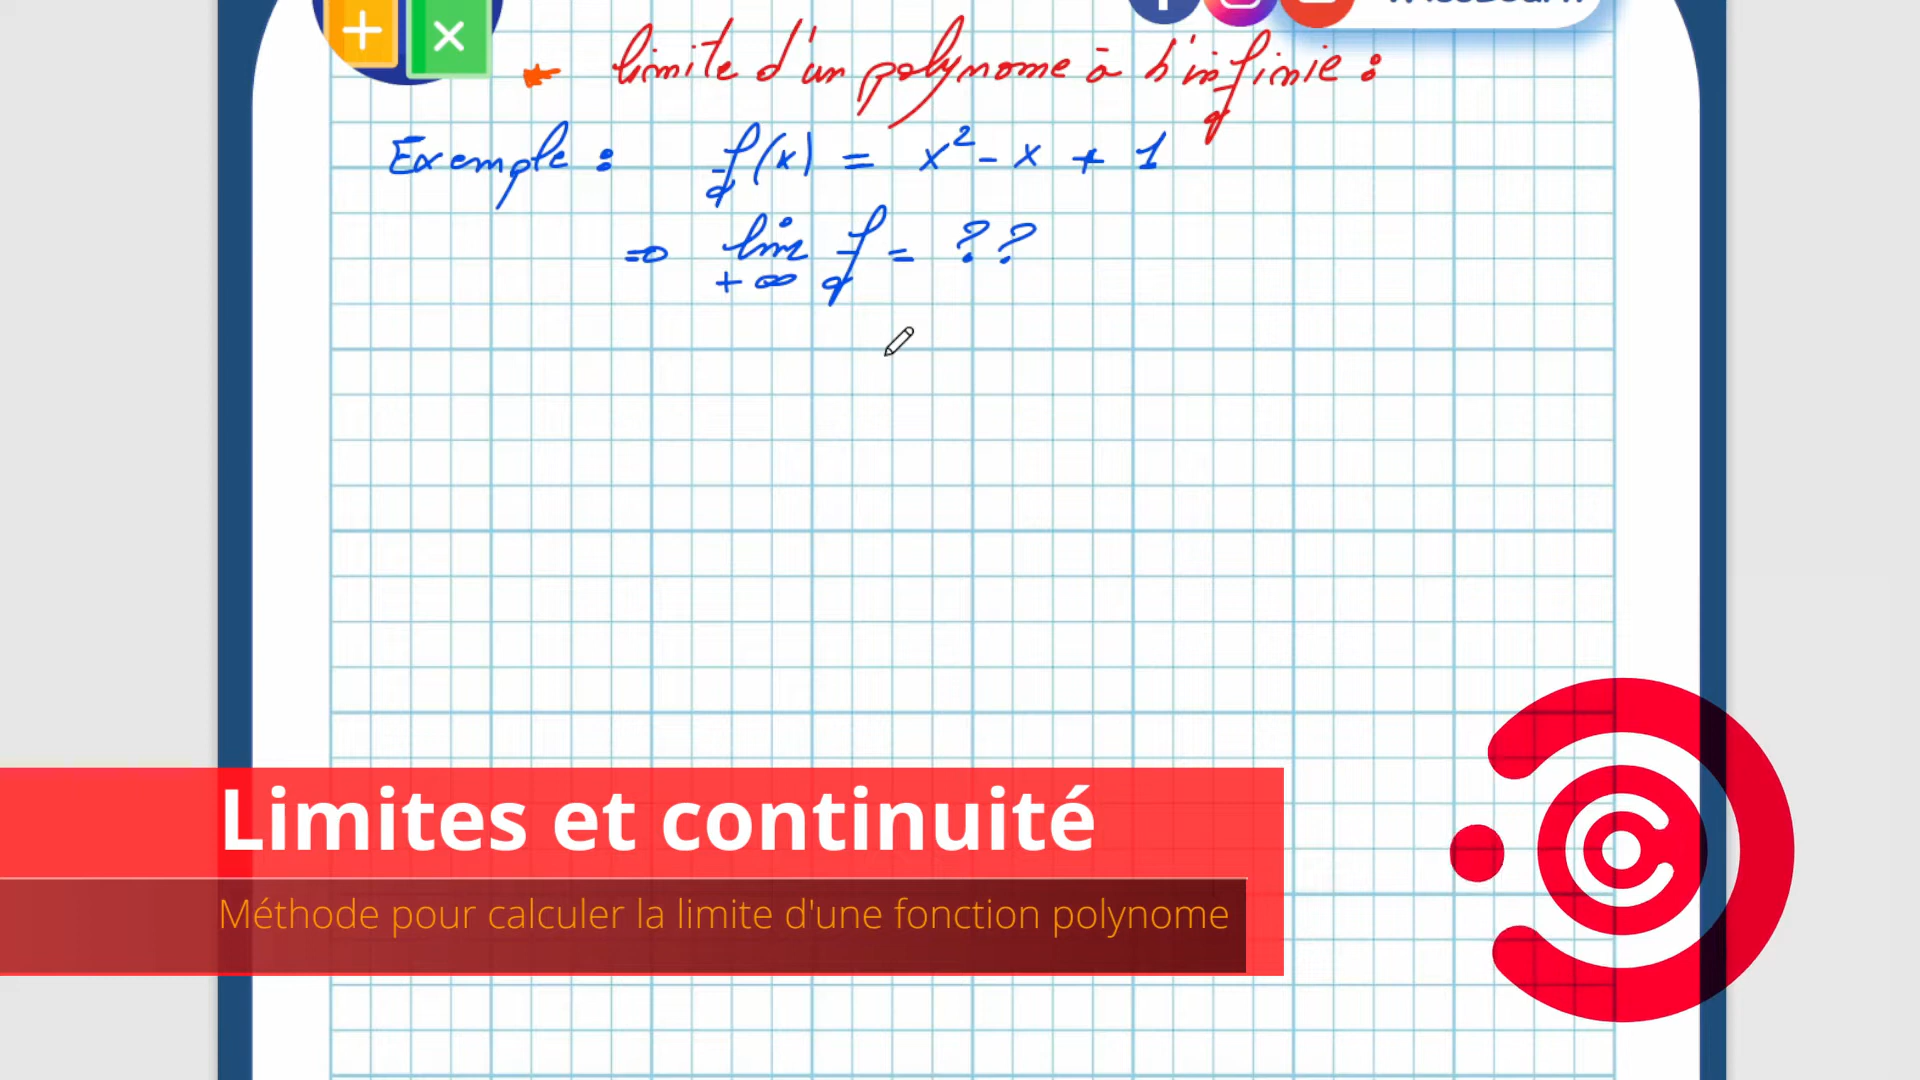 limite d'un polynome à l'infinie :
Exemple : f(x) = x² - x + 1
⇒ lim f = ??
+ ∞
Limites et continuité
Méthode pour calculer la limite d'une fonction polynome